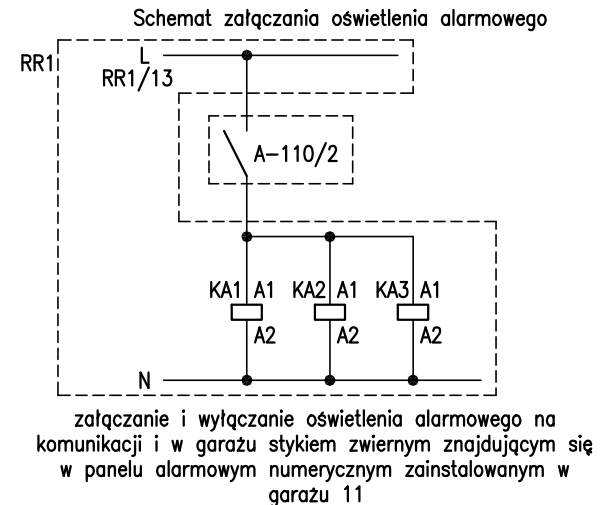 Schemat załączania oświetlenia alarmowego
RR1
L
RR1/13
A-110/2
KA1 A1 KA2 A1 KA3 A1
A2 A2 A2
N
załączanie i wyłączanie oświetlenia alarmowego na
komunikacji i w garażu stykiem zwiernym znajdującym się
w panelu alarmowym numerycznym zainstalowanym w
garażu 11